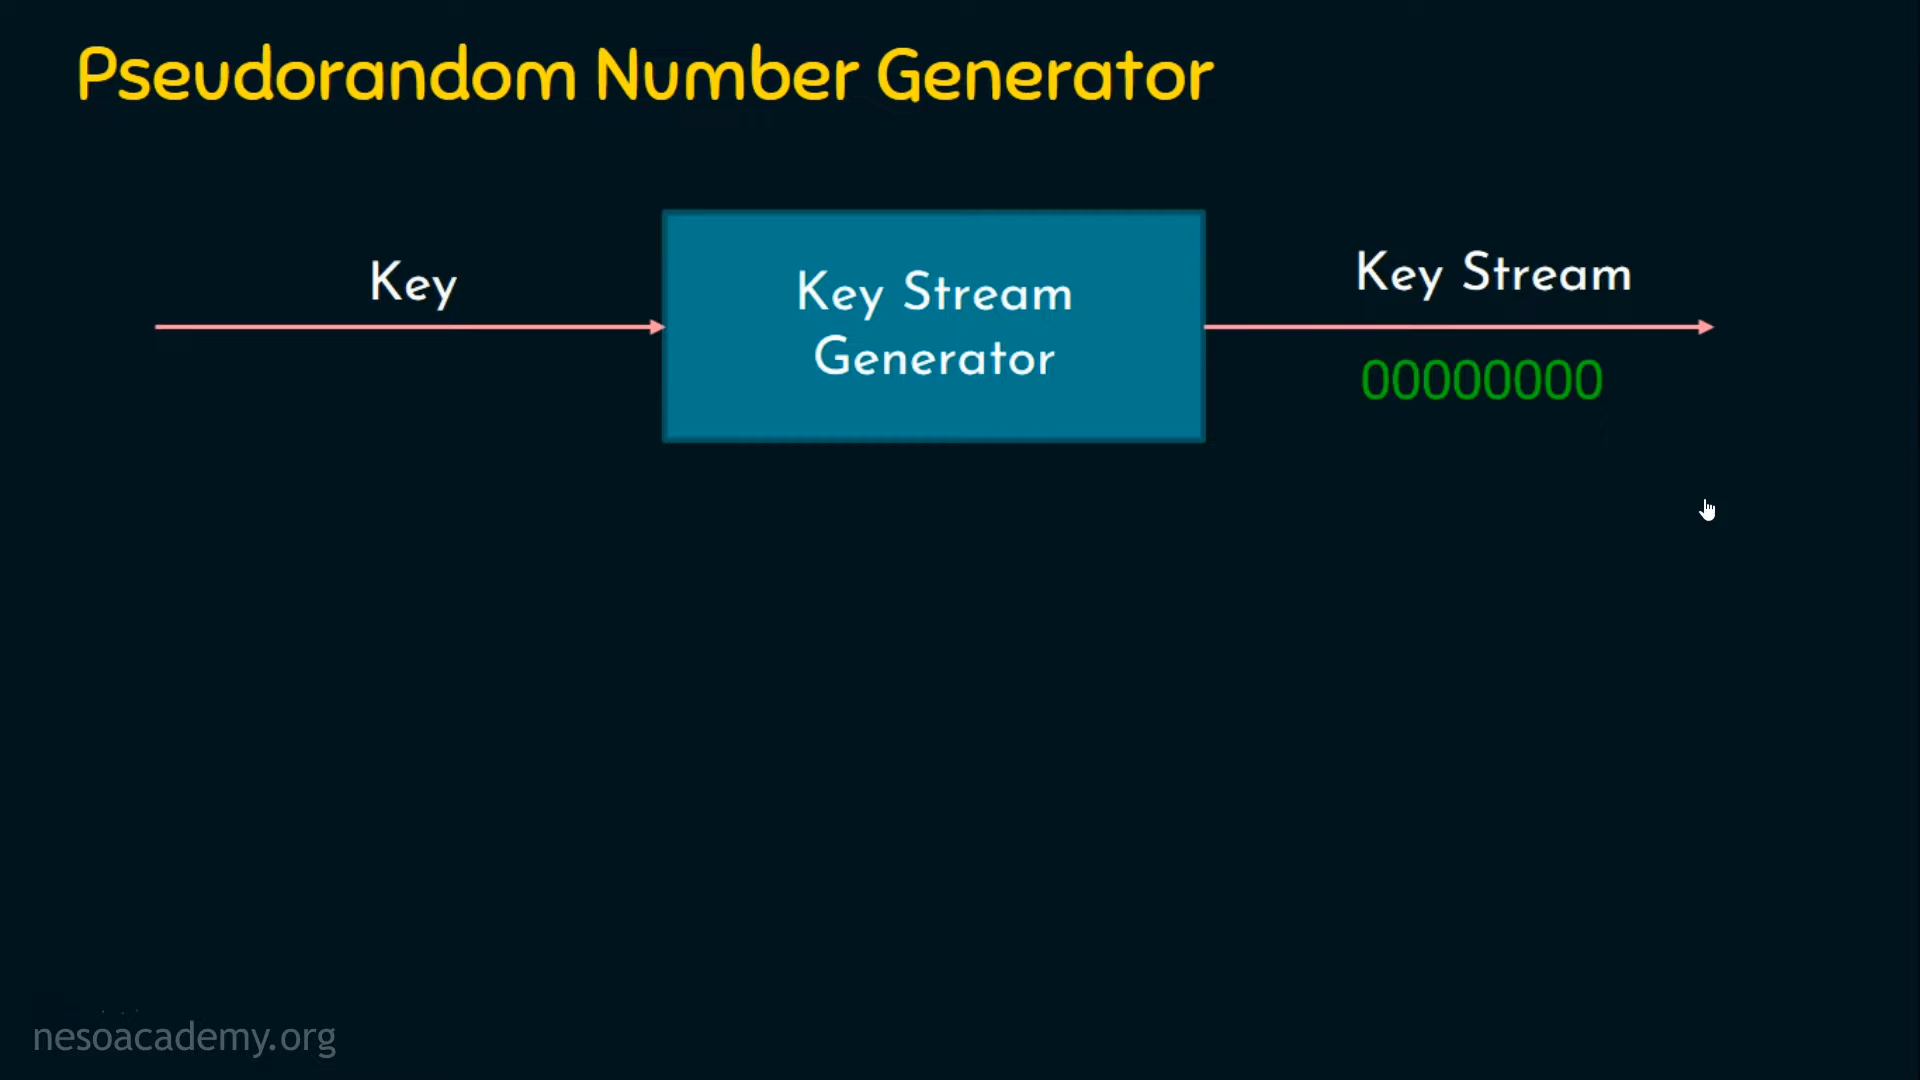 Pseudorandom Number Generator
Key
Key Stream
Generator
Key Stream
00000000
nesoacademy.org